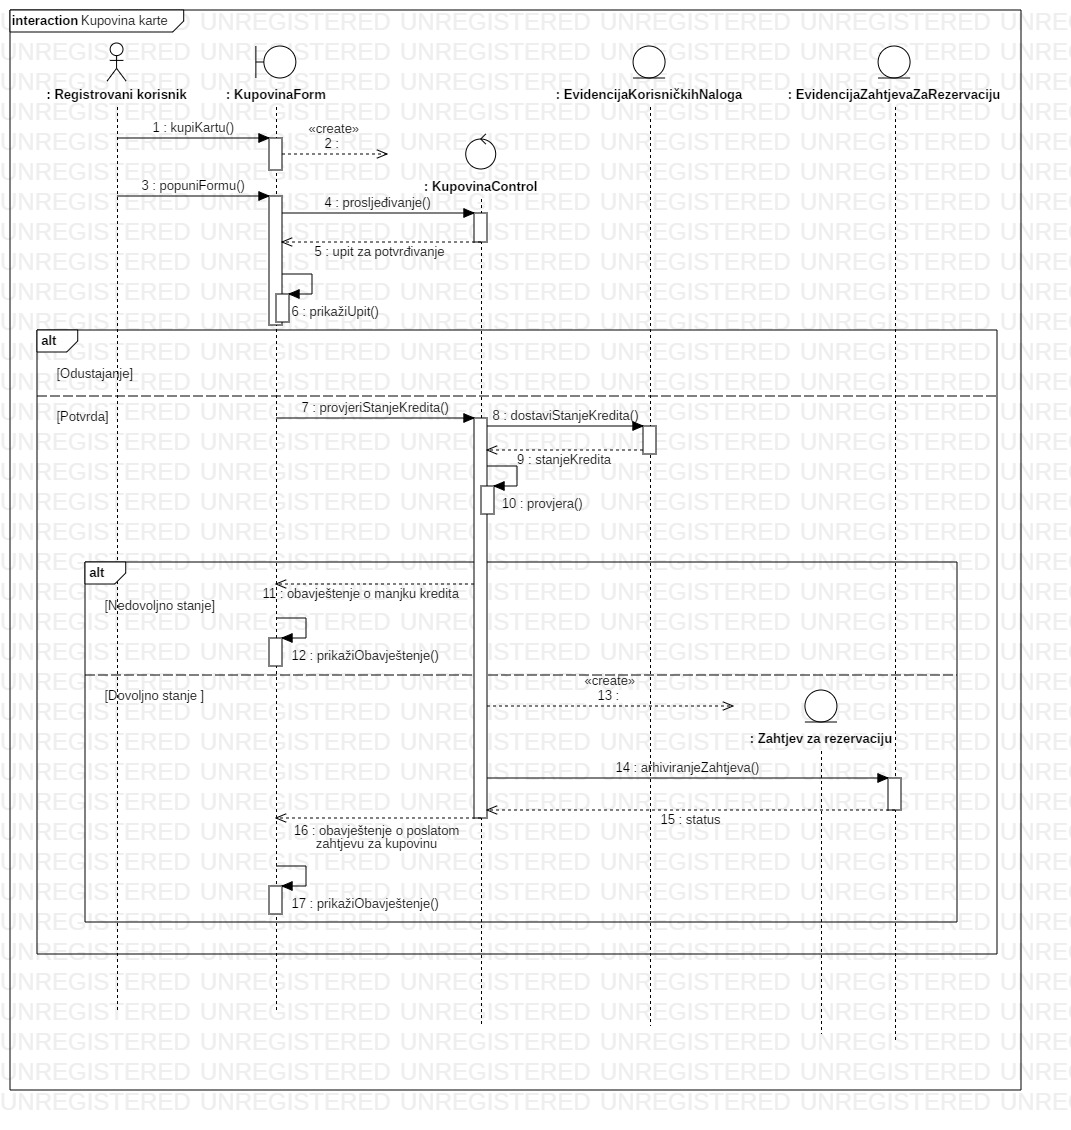 interaction Kupovina karte
: Registrovani korisnik
: KupovinaForm
: EvidencijaKorisničkihNaloga
: EvidencijaZahtjevaZaRezervaciju
1 : kupiKartu()
«create»
2 :
: KupovinaControl
3 : popuniFormu()
4 : prosljeđivanje()
5 : upit za potvrđivanje
6 : prikažiUpit()
alt
[Odustajanje]
[Potvrda]
7 : provjeriStanjeKredita()
8 : dostaviStanjeKredita()
9 : stanjeKredita
10 : provjera()
alt
11 : obavještenje o manjku kredita
[Nedovoljno stanje]
12 : prikažiObavještenje()
[Dovoljno stanje ]
«create»
13 :
: Zahtjev za rezervaciju
14 : arhiviranjeZahtjeva()
15 : status
16 : obavještenje o poslatom
zahtjevu za kupovinu
17 : prikažiObavještenje()
UNREGISTERED